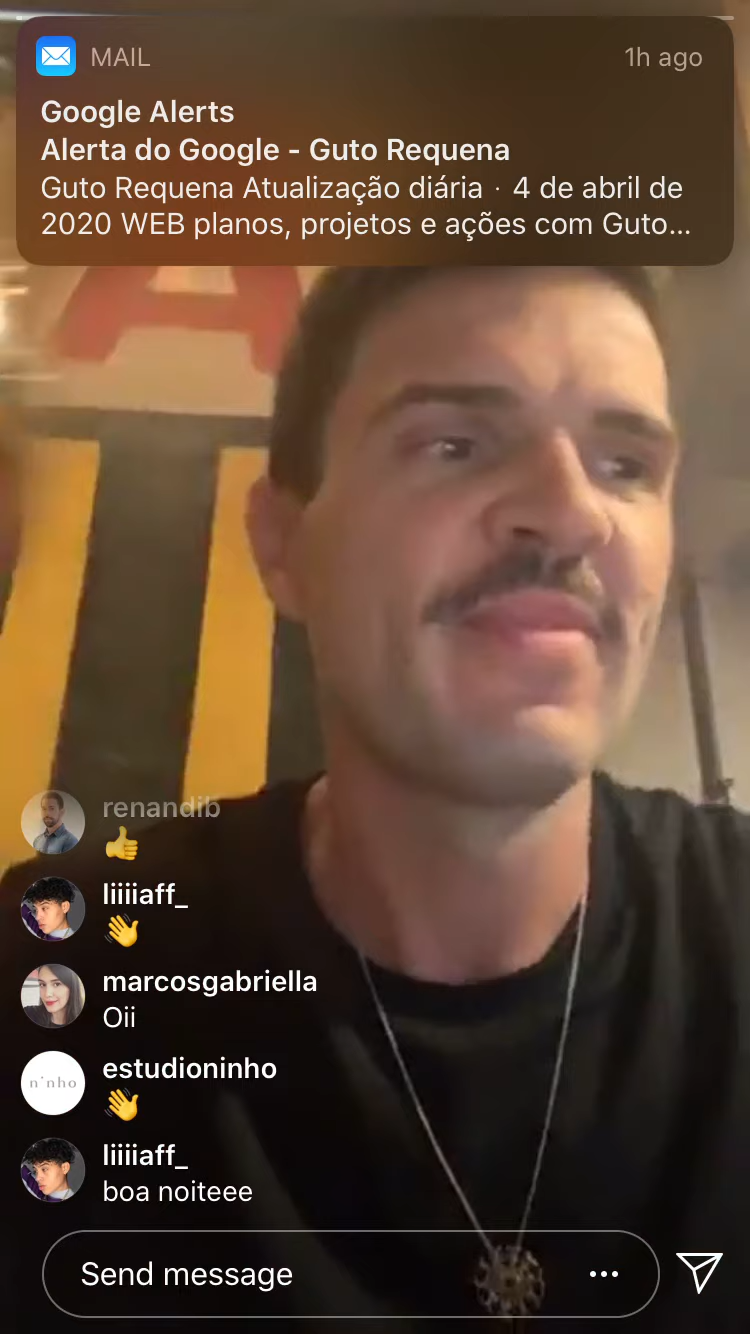 MAIL
1h ago
Google Alerts
Alerta do Google - Guto Requena
Guto Requena Atualização diária · 4 de abril de
2020 WEB planos, projetos e ações com Guto...
A
renandib
👍
liiiiaff_
👋
marcosgabriella
Oii
n˙nho
estudioninho
👋
liiiiaff_
boa noiteee
Send message